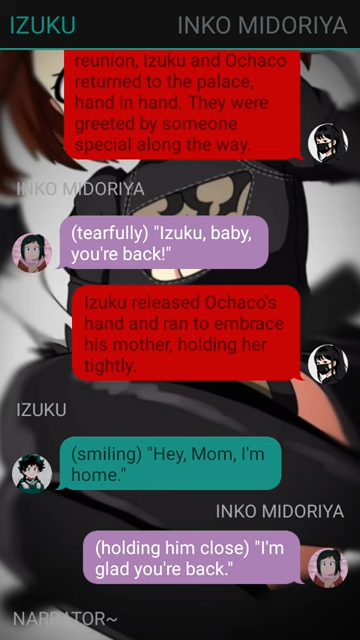 IZUKU
INKO MIDORIYA
reunion, Izuku and Ochaco
returned to the palace,
hand in hand. They were
greeted by someone
special along the way.
INKO MIDORIYA
(tearfully) "Izuku, baby,
you're back!"
Izuku released Ochaco's
hand and ran to embrace
his mother, holding her
tightly.
IZUKU
(smiling) "Hey, Mom, I'm
home."
INKO MIDORIYA
(holding him close) "I'm
glad you're back."
NARRATOR~